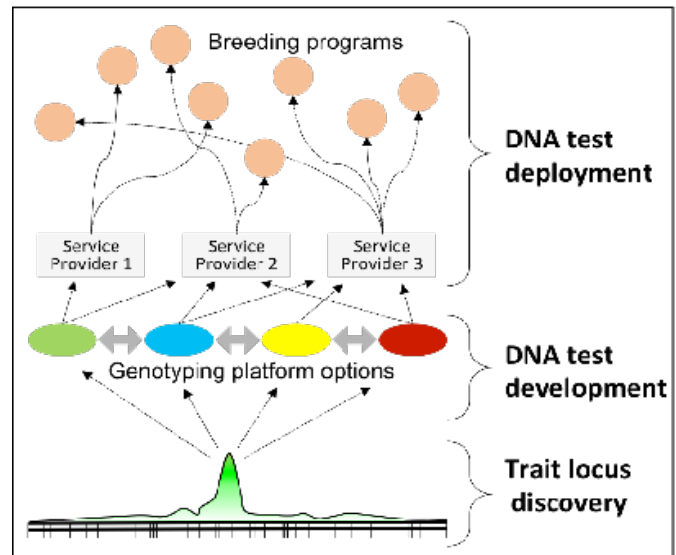 Breeding programs
DNA test
deployment
Service
Provider 1
Service
Provider 2
Service
Provider 3
Genotyping platform options
DNA test
development
Trait locus
discovery